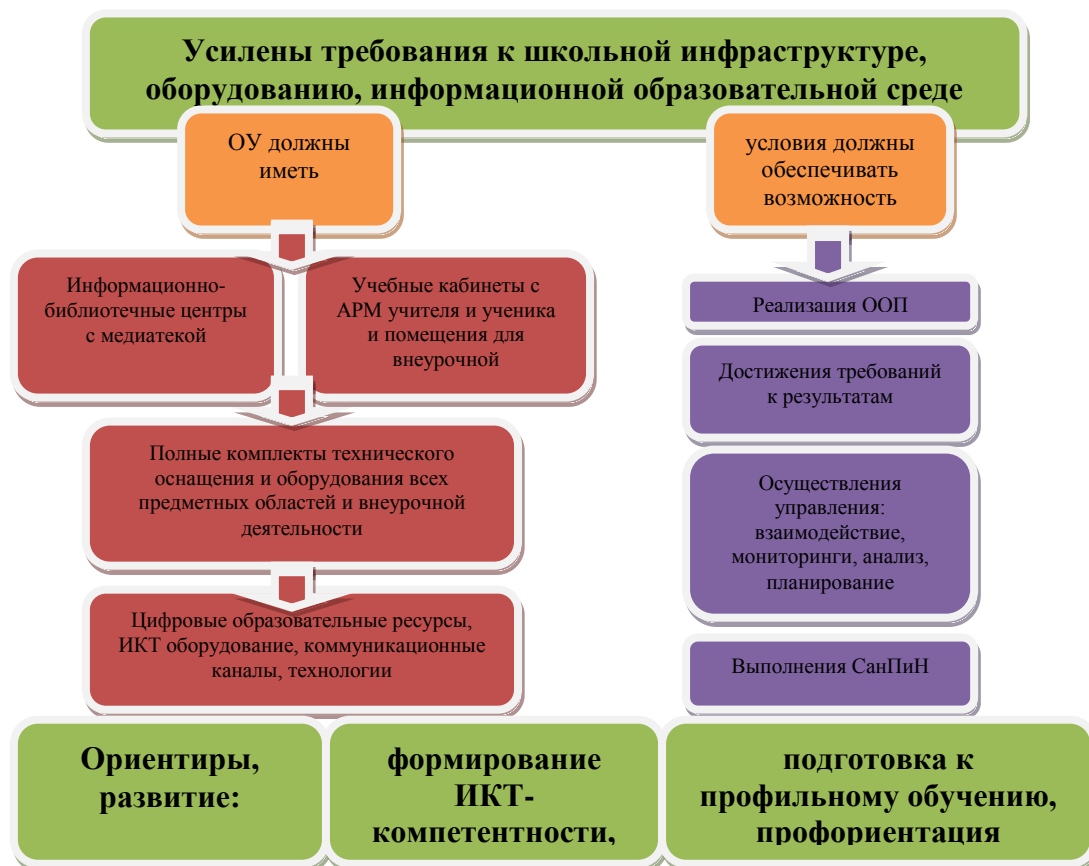 Усилены требования к школьной инфраструктуре,
оборудованию, информационной образовательной среде
ОУ должны
иметь
условия должны
обеспечивать
возможность
Информационно-
библиотечные центры
с медиатекой
Учебные кабинеты с
АРМ учителя и ученика
и помещения для
внеурочной
Полные комплекты технического
оснащения и оборудования всех
предметных областей и внеурочной
деятельности
Цифровые образовательные ресурсы,
ИКТ оборудование, коммуникационные
каналы, технологии
Реализация ООП
Достижения требований
к результатам
Осуществления
управления:
взаимодействие,
мониторинги, анализ,
планирование
Выполнения СанПиН
Ориентиры,
развитие:
формирование
ИКТ-
компетентности,
подготовка к
профильному обучению,
профориентация